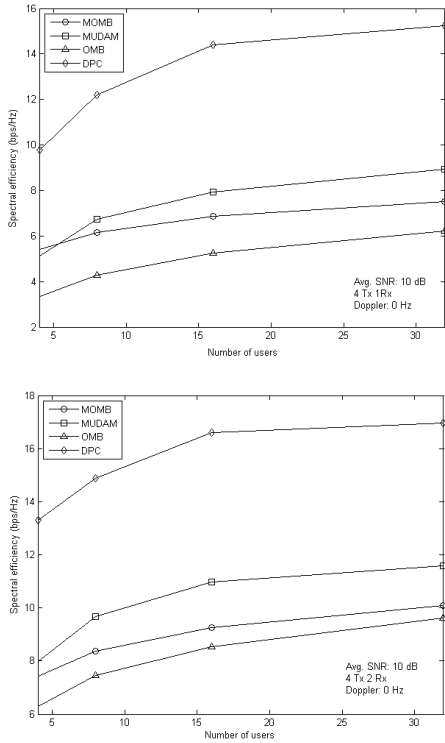 16
14
12
10
8
6
4
2
Spectral efficiency (bps/Hz)
MOMB
MUDAM
OMB
DPC
Avg. SNR: 10 dB
4 Tx 1Rx
Doppler: 0 Hz
5 10 15 20 25 30
Number of users
18
16
14
12
10
8
6
Spectral efficiency (bps/Hz)
MOMB
MUDAM
OMB
DPC
Avg. SNR: 10 dB
4 Tx 2 Rx
Doppler: 0 Hz
5 10 15 20 25 30
Number of users